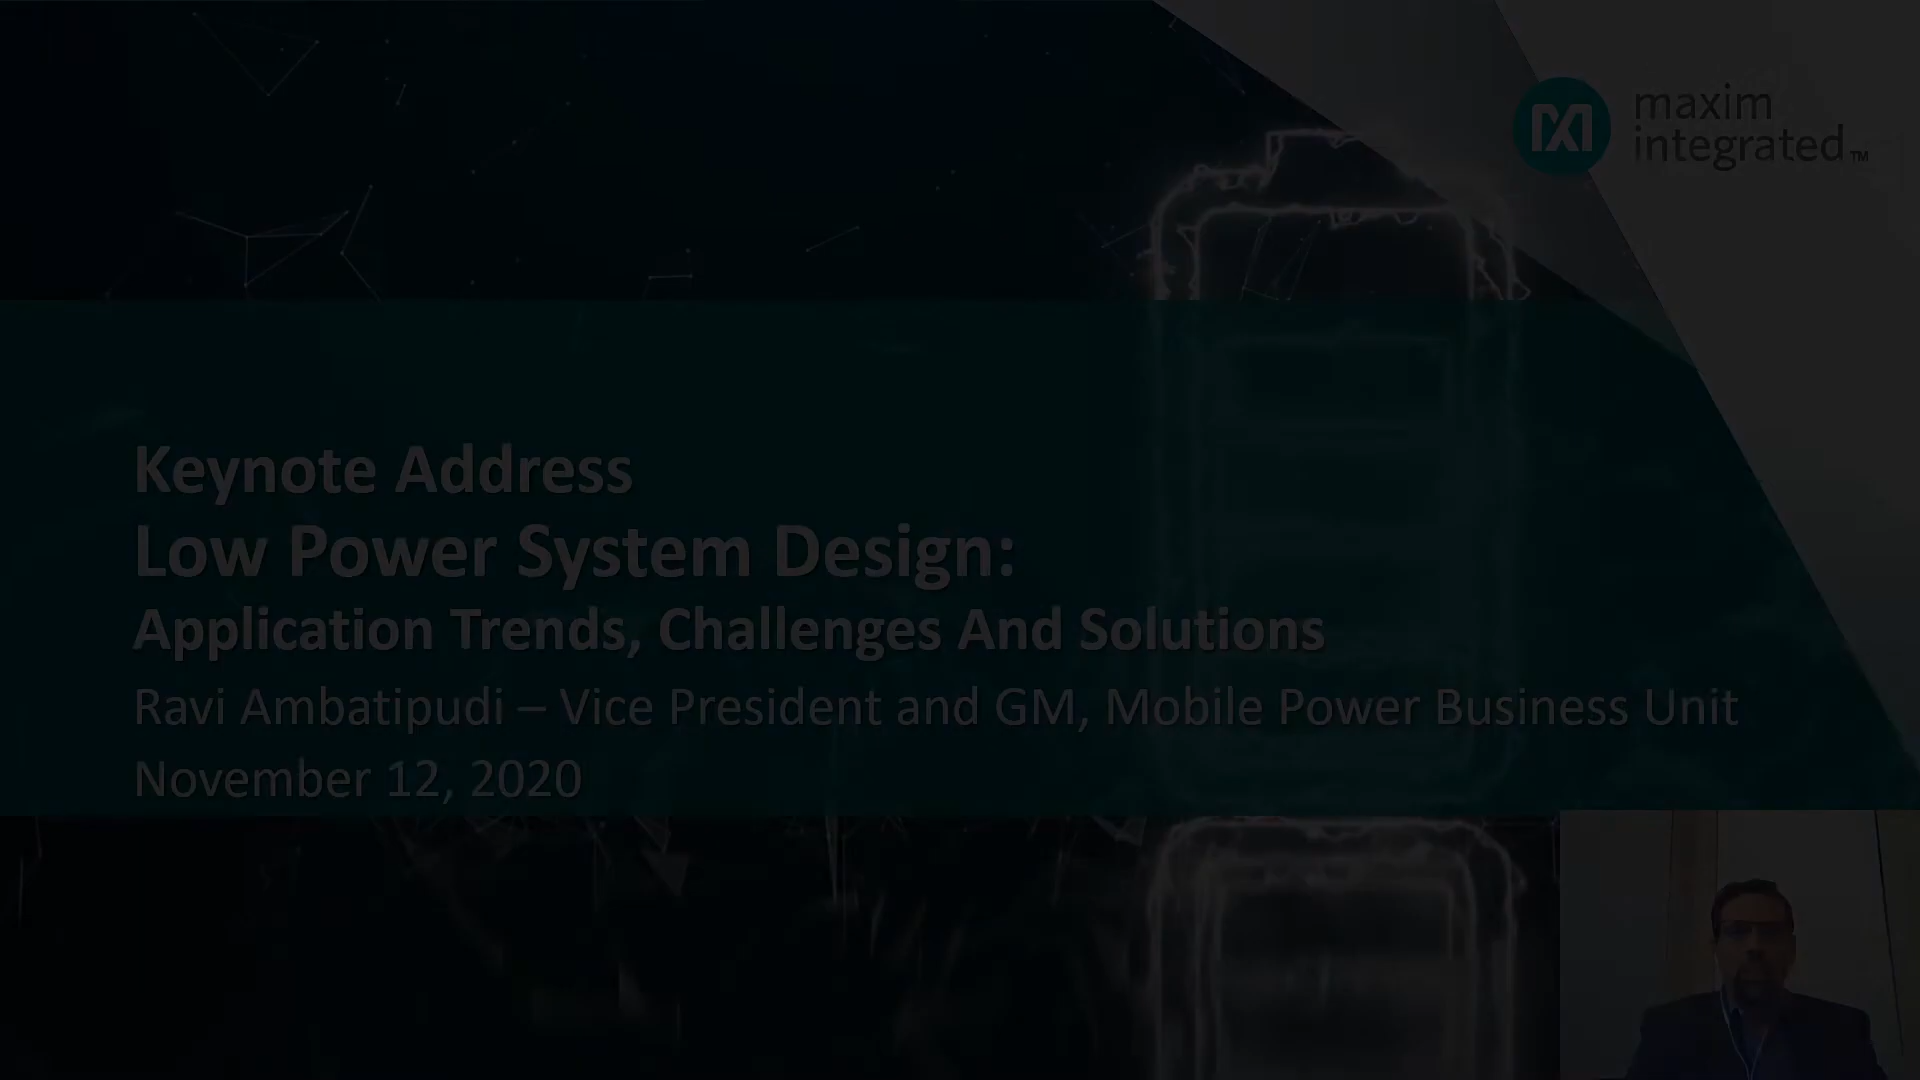 maxim
integrated™
Keynote Address
Low Power System Design:
Application Trends, Challenges And Solutions
Ravi Ambatipudi – Vice President and GM, Mobile Power Business Unit
November 12, 2020